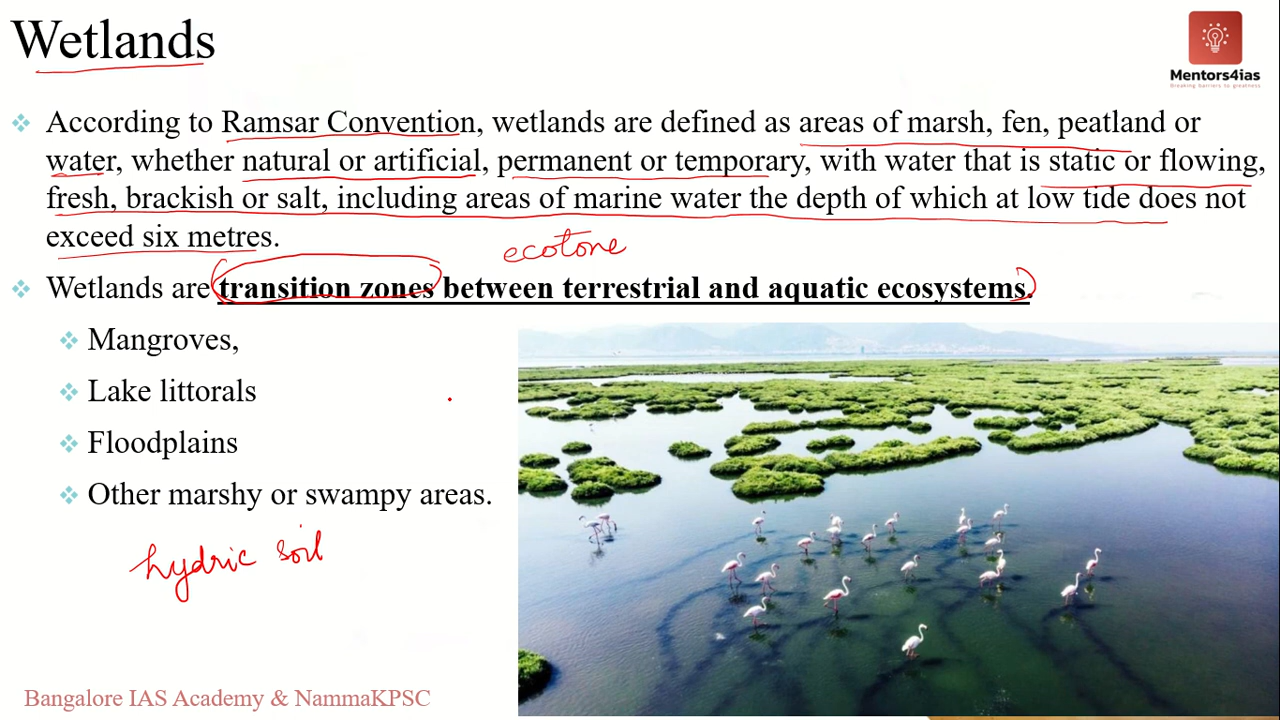 Wetlands
Mentors4ias
Breaking barriers to greatness
❖ According to Ramsar Convention, wetlands are defined as areas of marsh, fen, peatland or
water, whether natural or artificial, permanent or temporary, with water that is static or flowing,
fresh, brackish or salt, including areas of marine water the depth of which at low tide does not
exceed six metres.
ecotone
❖ Wetlands are transition zones between terrestrial and aquatic ecosystems.
❖ Mangroves,
❖ Lake littorals
❖ Floodplains
❖ Other marshy or swampy areas.
hydric soil
Bangalore IAS Academy & NammaKPSC